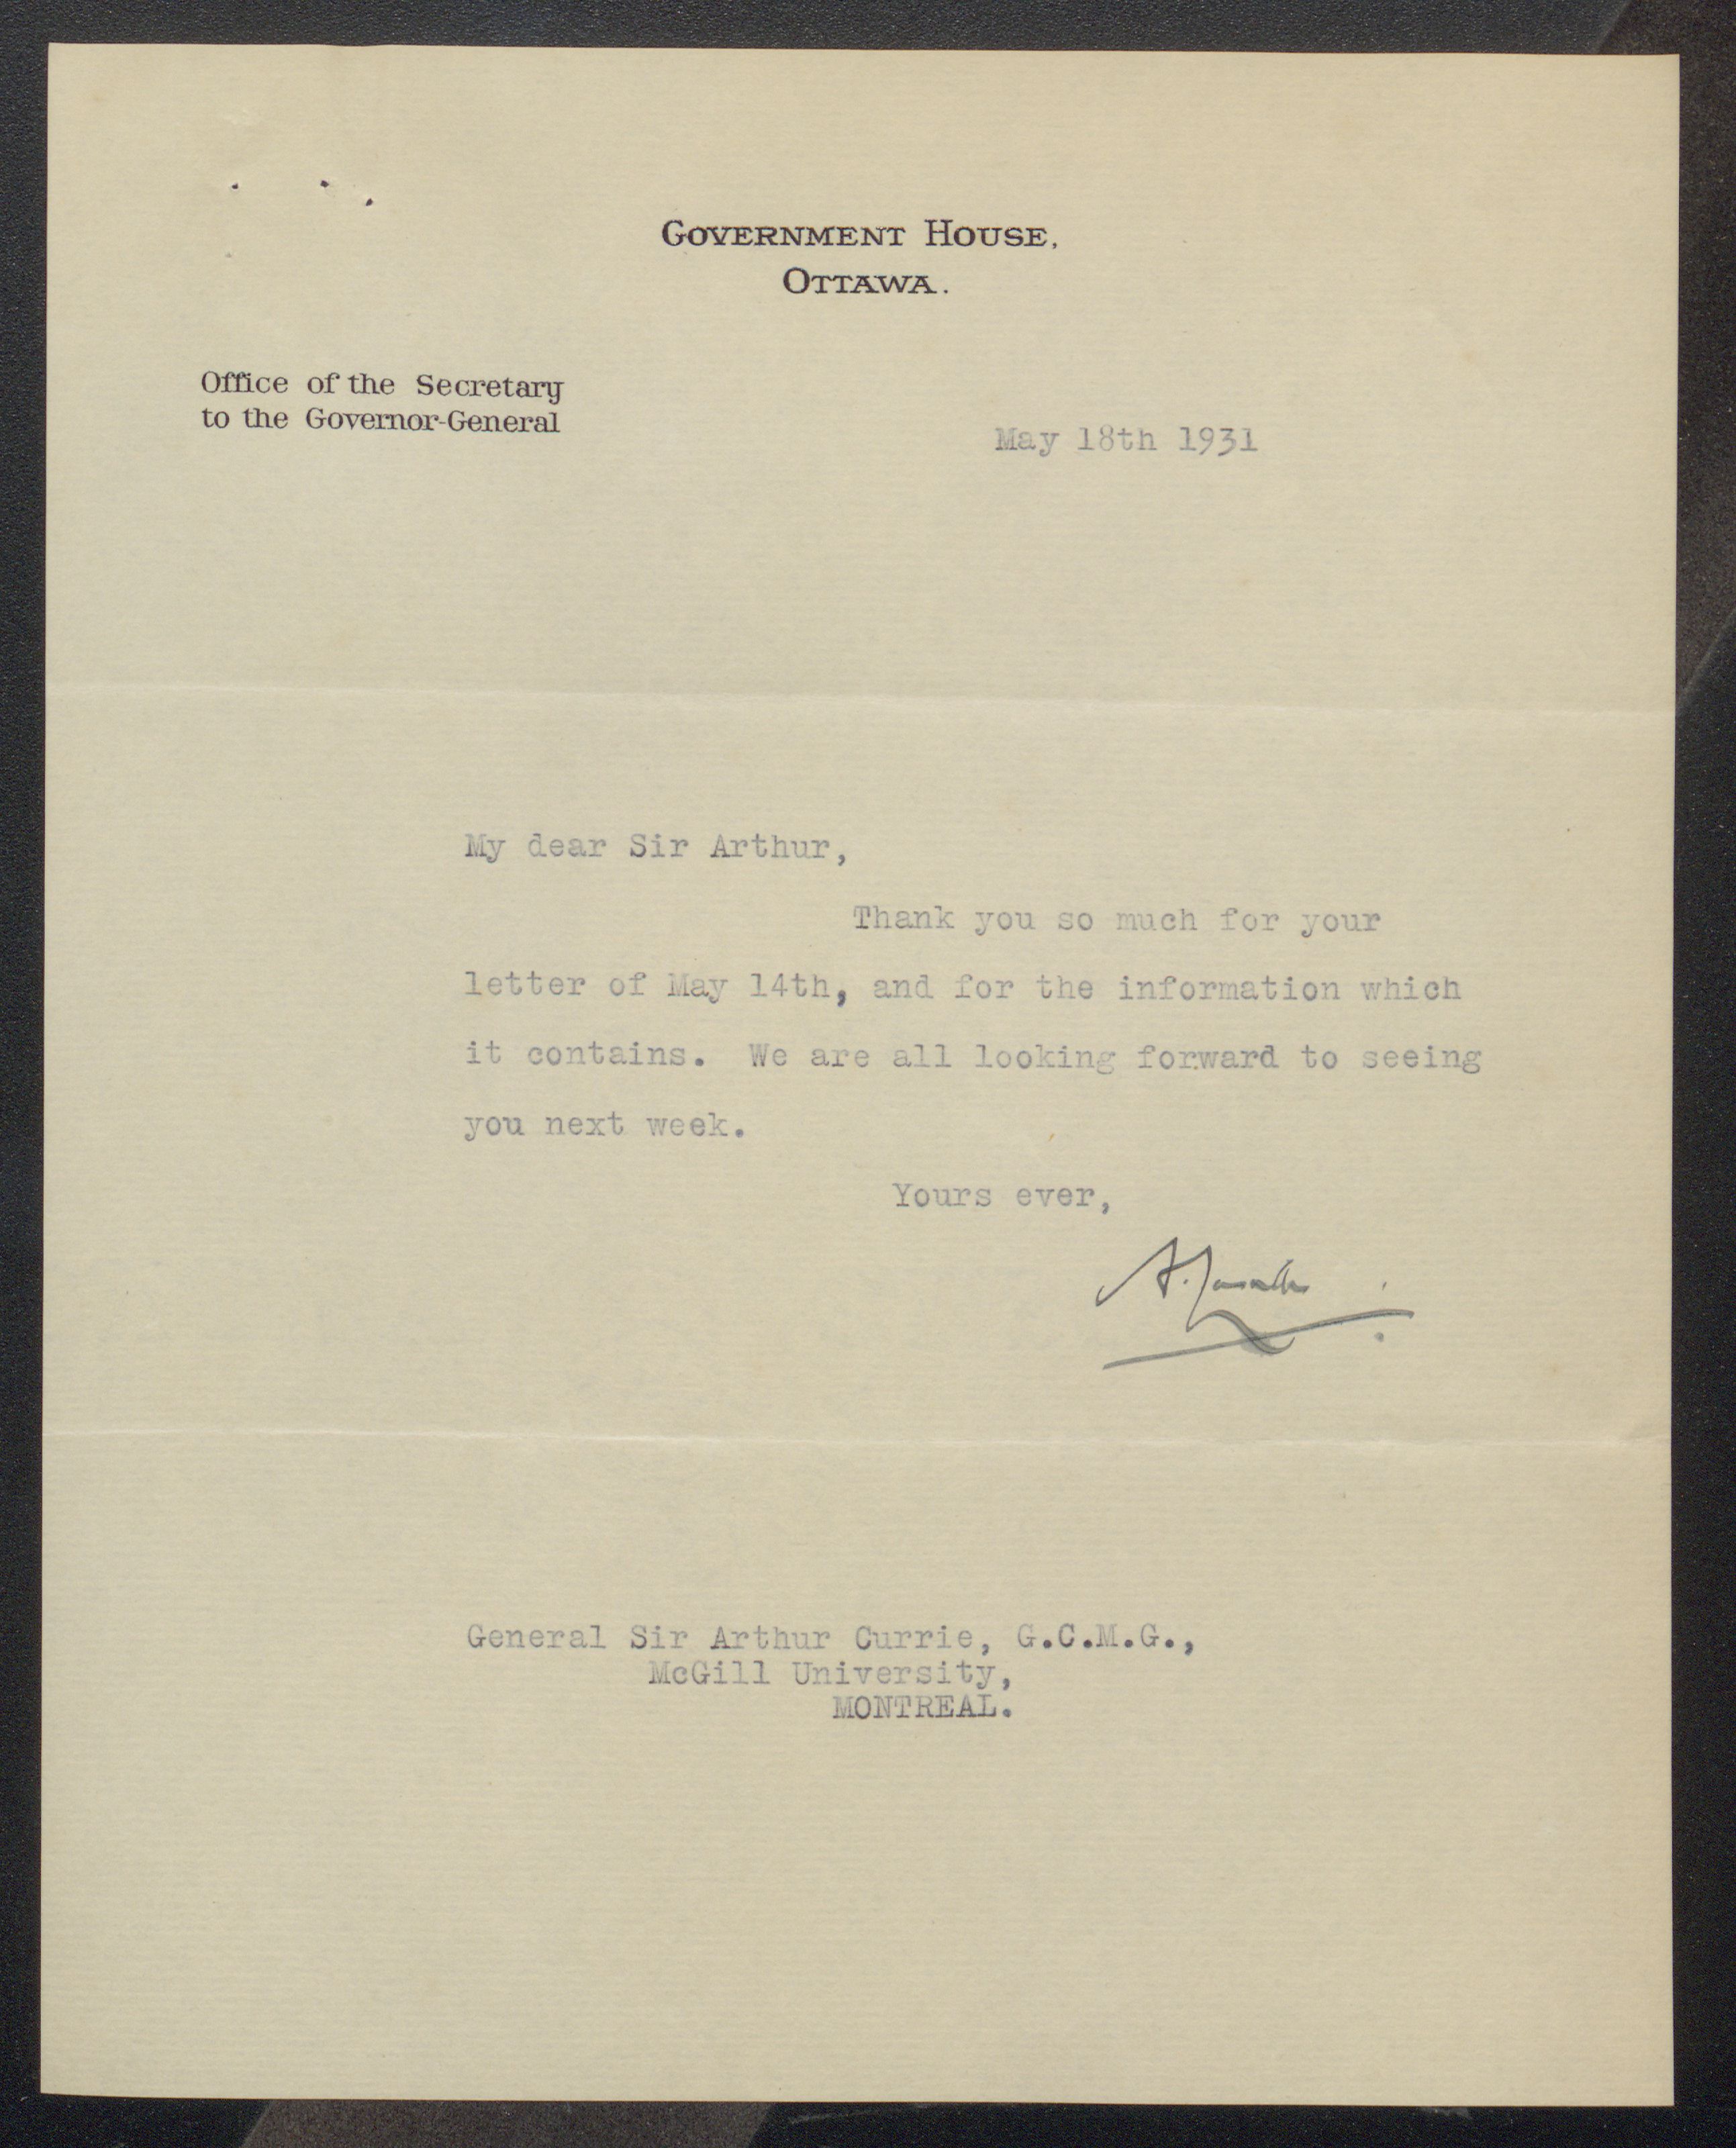 GOVERNMENT HOUSE,
OTTAWA.
Office of the Secretary
to the Governor-General
May 18th 1931
My dear Sir Arthur,
Thank you so much for your
letter of May 14th, and for the information which
it contains. We are all looking forward to seeing
you next week.
Yours ever,
General Sir Arthur Currie, G.C.M.G.,
McGill University,
MONTREAL.